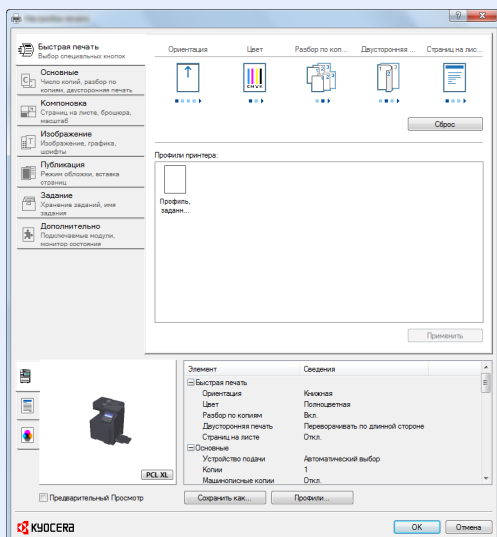 Быстрая печать
Выбор специальных кнопок
Основные
Число копий, разбор по
копиям, двусторонняя печать
Компоновка
Страниц на листе, брошюра,
масштаб
Изображение
Изображение, графика,
шрифты
Публикация
Режим обложки, вставка
страниц
Задание
Хранение заданий, имя
задания
Дополнительно
Подключаемые модули,
монитор состояния
Ориентация Цвет Разбор по коп... Двусторонняя ... Страниц на лис...
CMYK
Сброс
Профили принтера:
Профиль,
заданн...
Применить
PCL XL
Предварительный Просмотр
Элемент Сведения
Быстрая печать
Ориентация Книжная
Цвет Полноцветная
Разбор по копиям Вкл.
Двусторонняя печать Переворачивать по длинной стороне
Страниц на листе Откл.
Основные
Устройство подачи Автоматический выбор
Копии 1
Машинописные копии Откл.
Сохранить как... Профили...
KYOCERA
OK Отмена